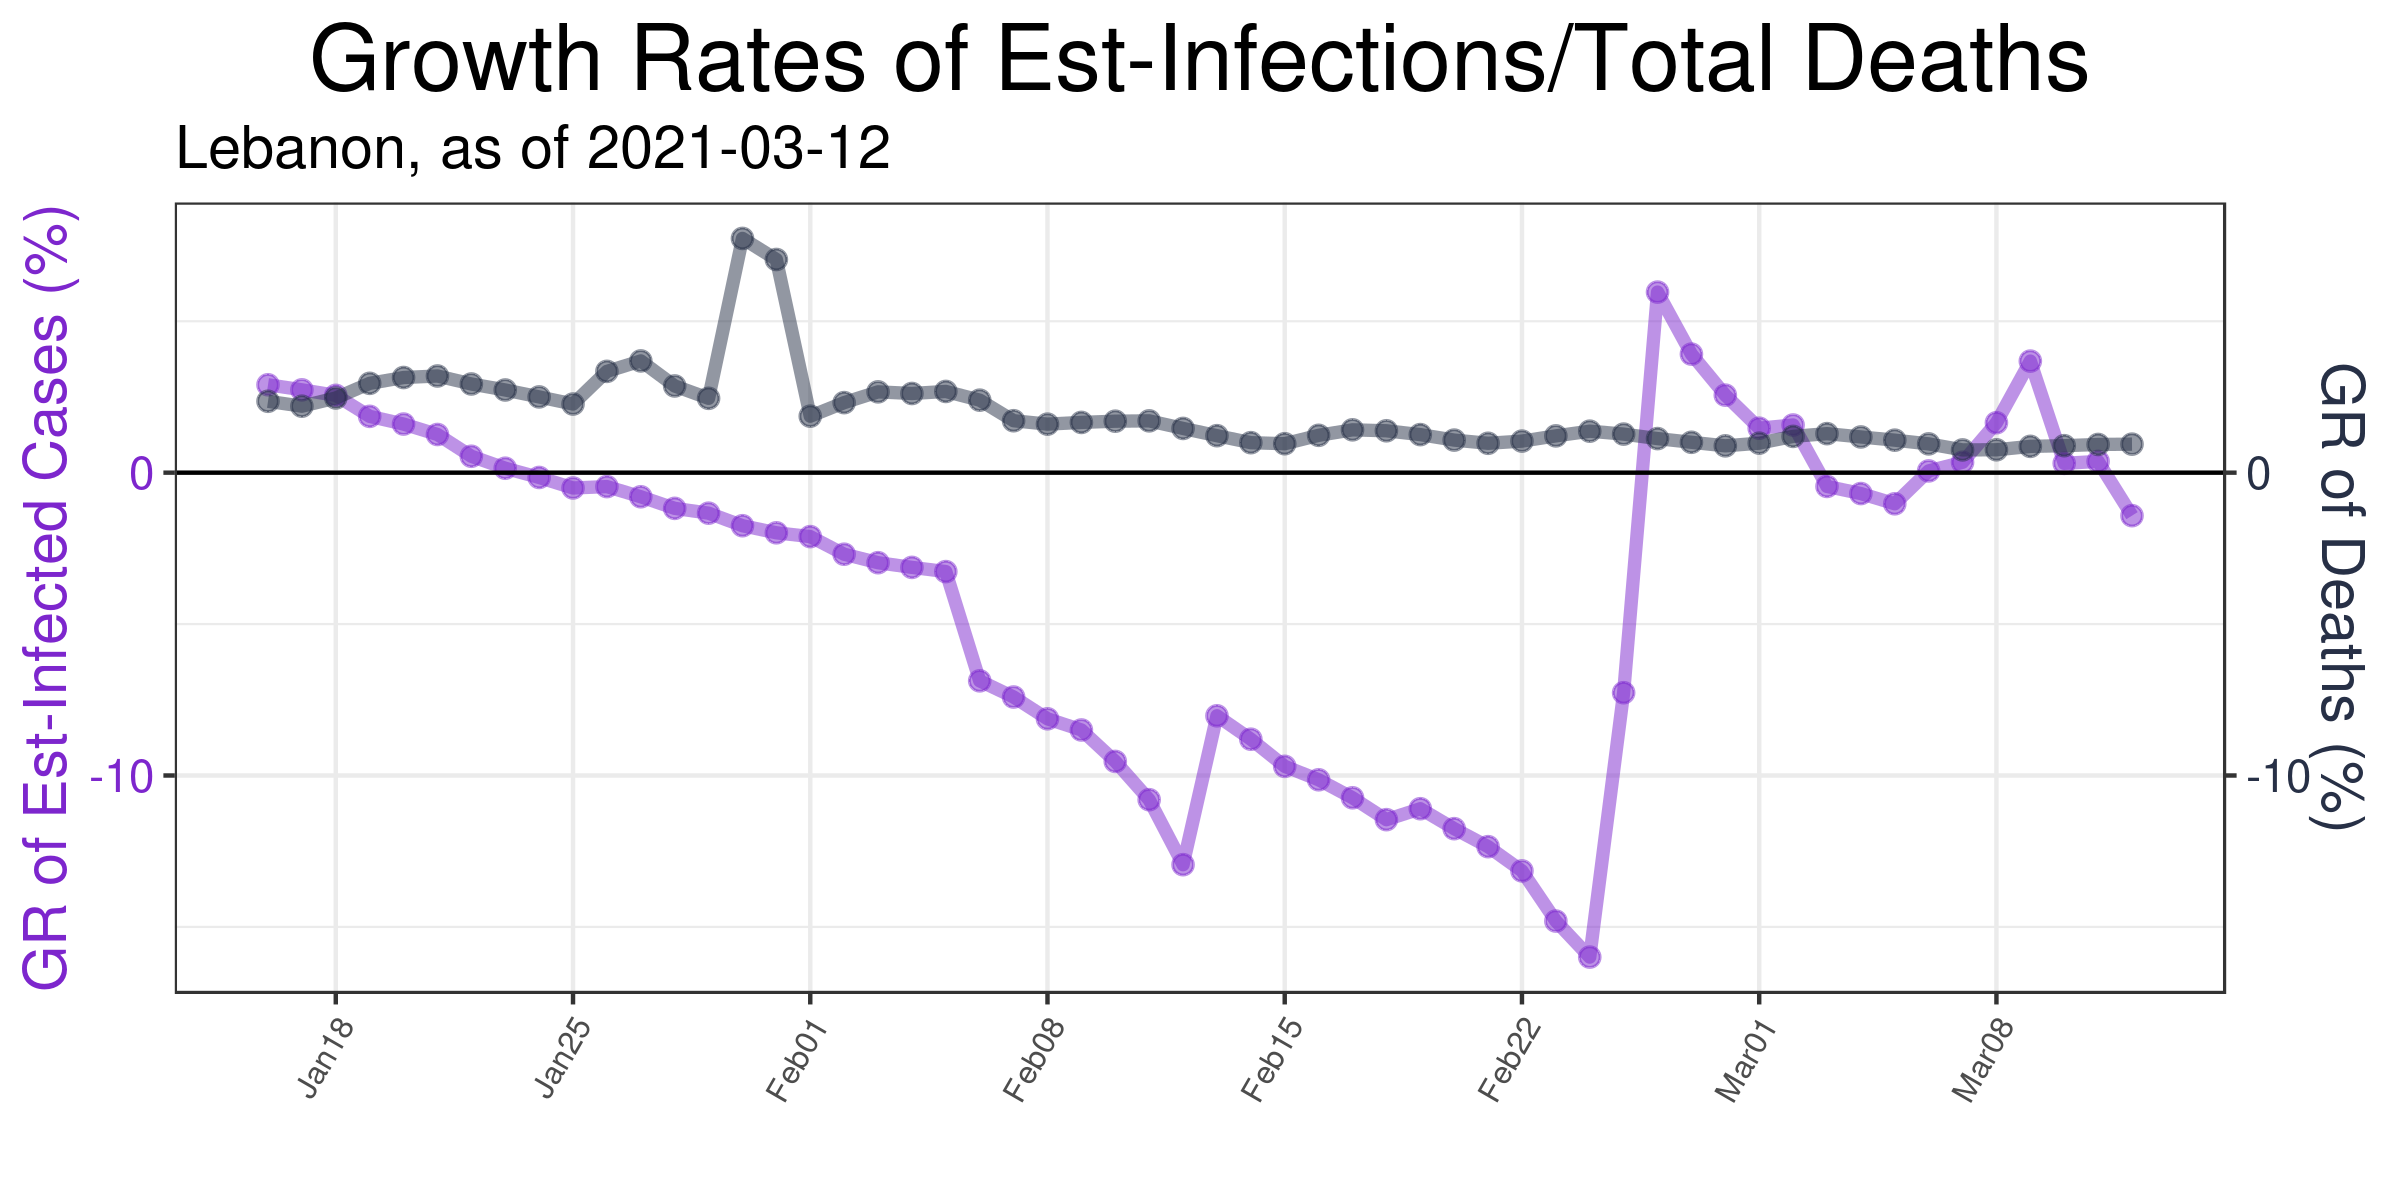 Growth Rates of Est-Infections/Total Deaths
Lebanon, as of 2021-03-12
GR of Est-Infected Cases (%)
0
-10
GR of Deaths (%)
0
-10
Jan18
Jan25
Feb01
Feb08
Feb15
Feb22
Mar01
Mar08